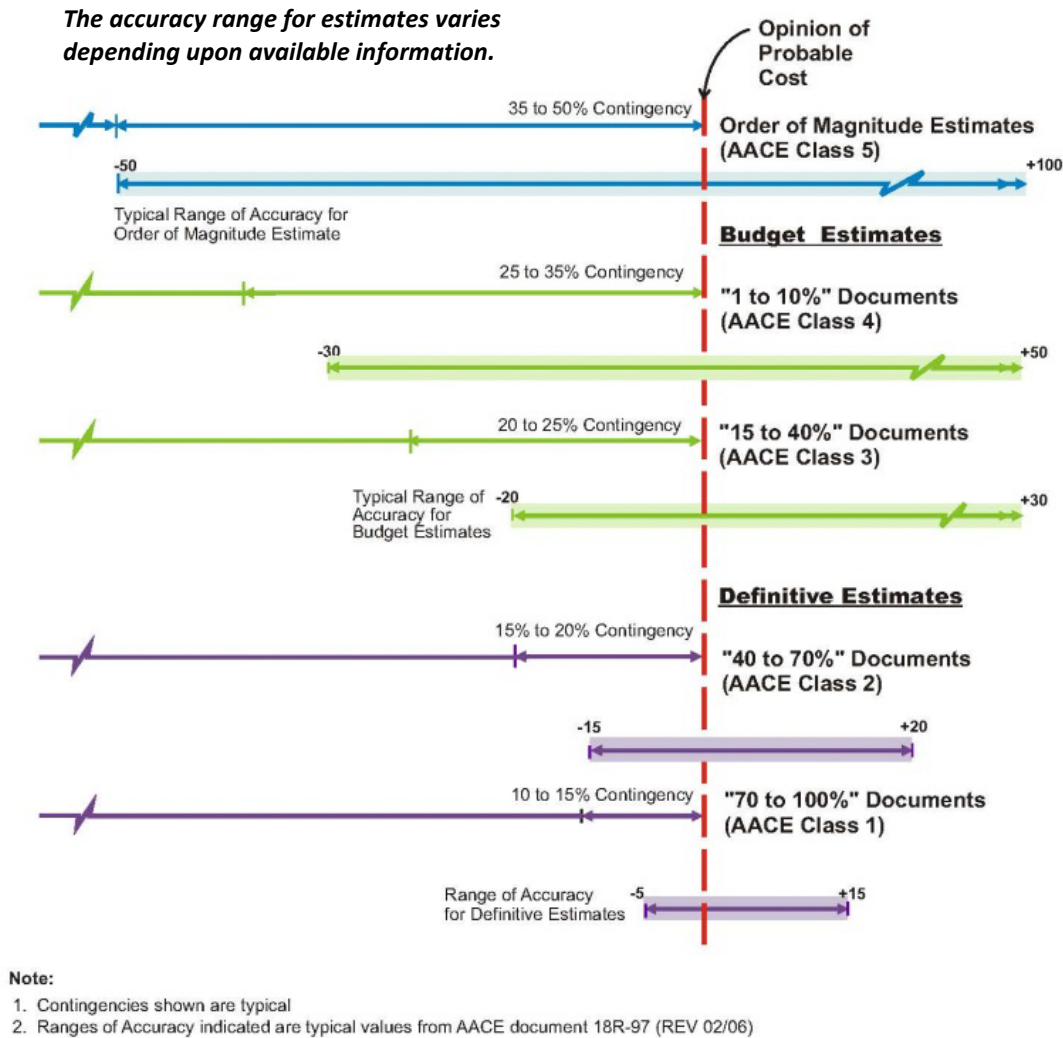 The accuracy range for estimates varies
depending upon available information.
Opinion of
Probable
Cost
35 to 50% Contingency
Order of Magnitude Estimates
(AACE Class 5)
-50
+100
Typical Range of Accuracy for
Order of Magnitude Estimate
Budget Estimates
25 to 35% Contingency
"1 to 10%" Documents
(AACE Class 4)
-30
+50
20 to 25% Contingency
"15 to 40%" Documents
(AACE Class 3)
Typical Range of
Accuracy for
Budget Estimates
-20
+30
Definitive Estimates
15% to 20% Contingency
"40 to 70%" Documents
(AACE Class 2)
-15
+20
10 to 15% Contingency
"70 to 100%" Documents
(AACE Class 1)
Range of Accuracy
for Definitive Estimates
-5
+15
Note:
1. Contingencies shown are typical
2. Ranges of Accuracy indicated are typical values from AACE document 18R-97 (REV 02/06)